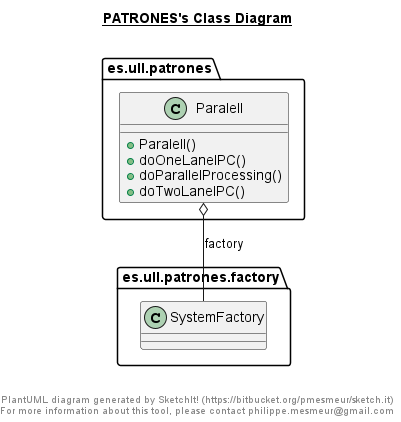 PATRONES's Class Diagram
es.ull.patrones
C Paralell
Paralell()
doOneLaneIPC()
doParallelProcessing()
doTwoLaneIPC()
factory
es.ull.patrones.factory
C SystemFactory
PlantUML diagram generated by SketchIt! (https://bitbucket.org/pmesmeur/sketch.it)
For more information about this tool, please contact philippe.mesmeur@gmail.com